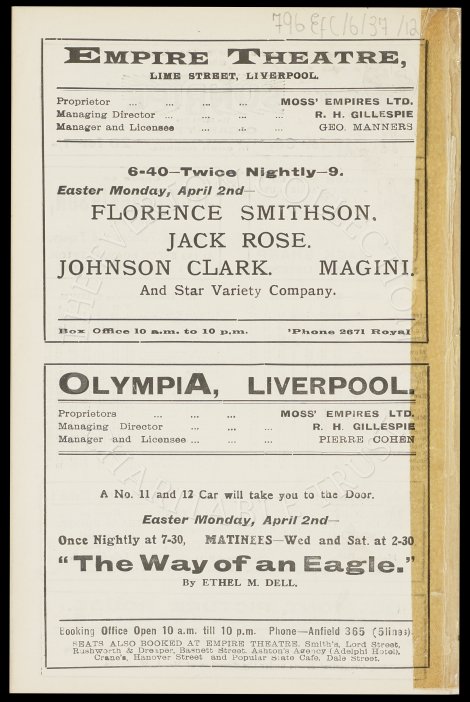 796 EFC/6/37/12
EMPIRE THEATRE,
LIME STREET, LIVERPOOL.
Proprietor ... ... ... ... MOSS' EMPIRES LTD.
Managing Director ... ... ... ... R. H. GILLESPIE
Manager and Licensee ... ... ... GEO. MANNERS
6-40—Twice Nightly—9.
Easter Monday, April 2nd—
FLORENCE SMITHSON.
JACK ROSE.
JOHNSON CLARK. MAGINI.
And Star Variety Company.
Box Office 10 a.m. to 10 p.m. 'Phone 2671 Royal
OLYMPIA, LIVERPOOL.
Proprietors ... ... ... MOSS' EMPIRES LTD.
Managing Director ... ... ... R. H. GILLESPIE
Manager and Licensee ... ... ... PIERRE COHEN
A No. 11 and 12 Car will take you to the Door.
Easter Monday, April 2nd—
Once Nightly at 7-30, MATINEES—Wed and Sat. at 2-30
"The Way of an Eagle."
By ETHEL M. DELL.
Booking Office Open 10 a.m. till 10 p.m. Phone—Anfield 365 (5 lines).
SEATS ALSO BOOKED AT EMPIRE THEATRE, Smith's, Lord Street,
Rushworth & Dreaper, Basnett Street, Ashton's Agency (Adelphi Hotel),
Crane's, Hanover Street and Popular State Cafe, Dale Street.
THE EVERTON COLLECTION
CHARITABLE TRUST